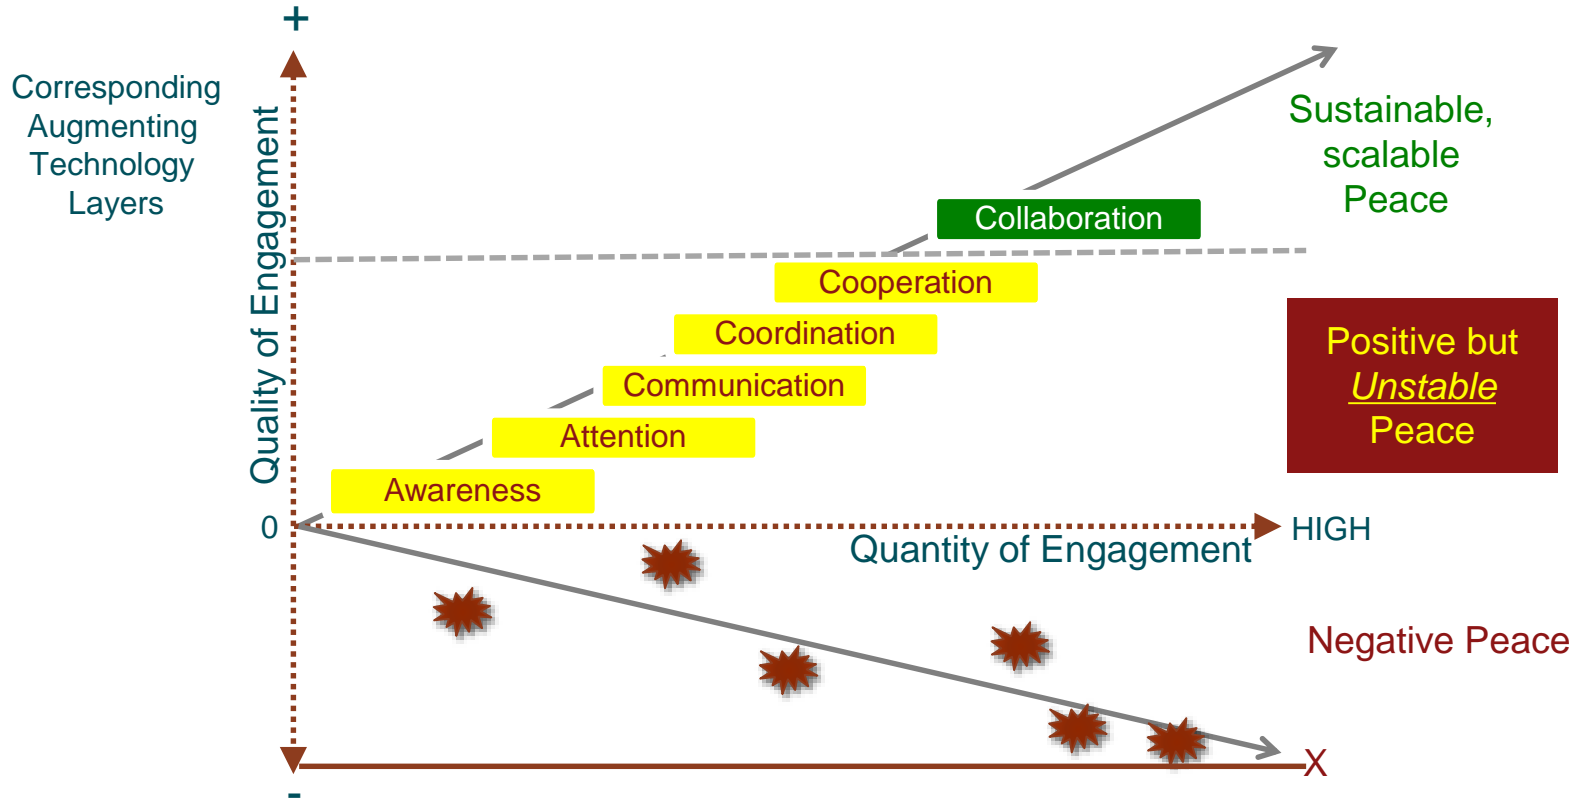 +
Corresponding
Augmenting
Technology
Layers
Quality of Engagement
Sustainable,
scalable
Peace
Collaboration
Cooperation
Coordination
Communication
Attention
Awareness
Positive but
Unstable
Peace
0
HIGH
Quantity of Engagement
Negative Peace
X
-